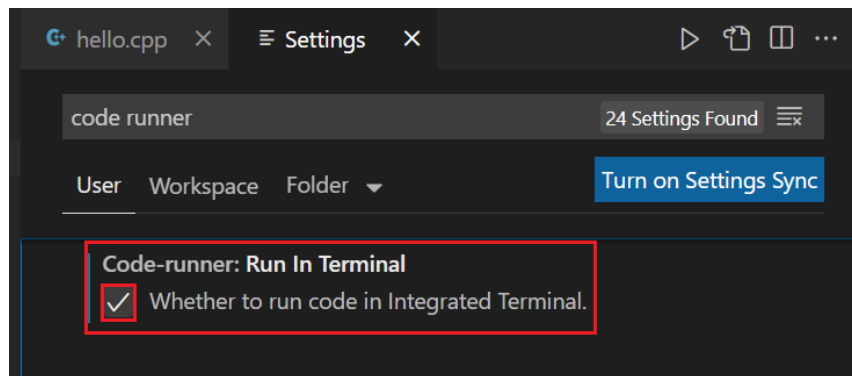 hello.cpp Settings
code runner 24 Settings Found
User Workspace Folder Turn on Settings Sync
Code-runner: Run In Terminal
Whether to run code in Integrated Terminal.